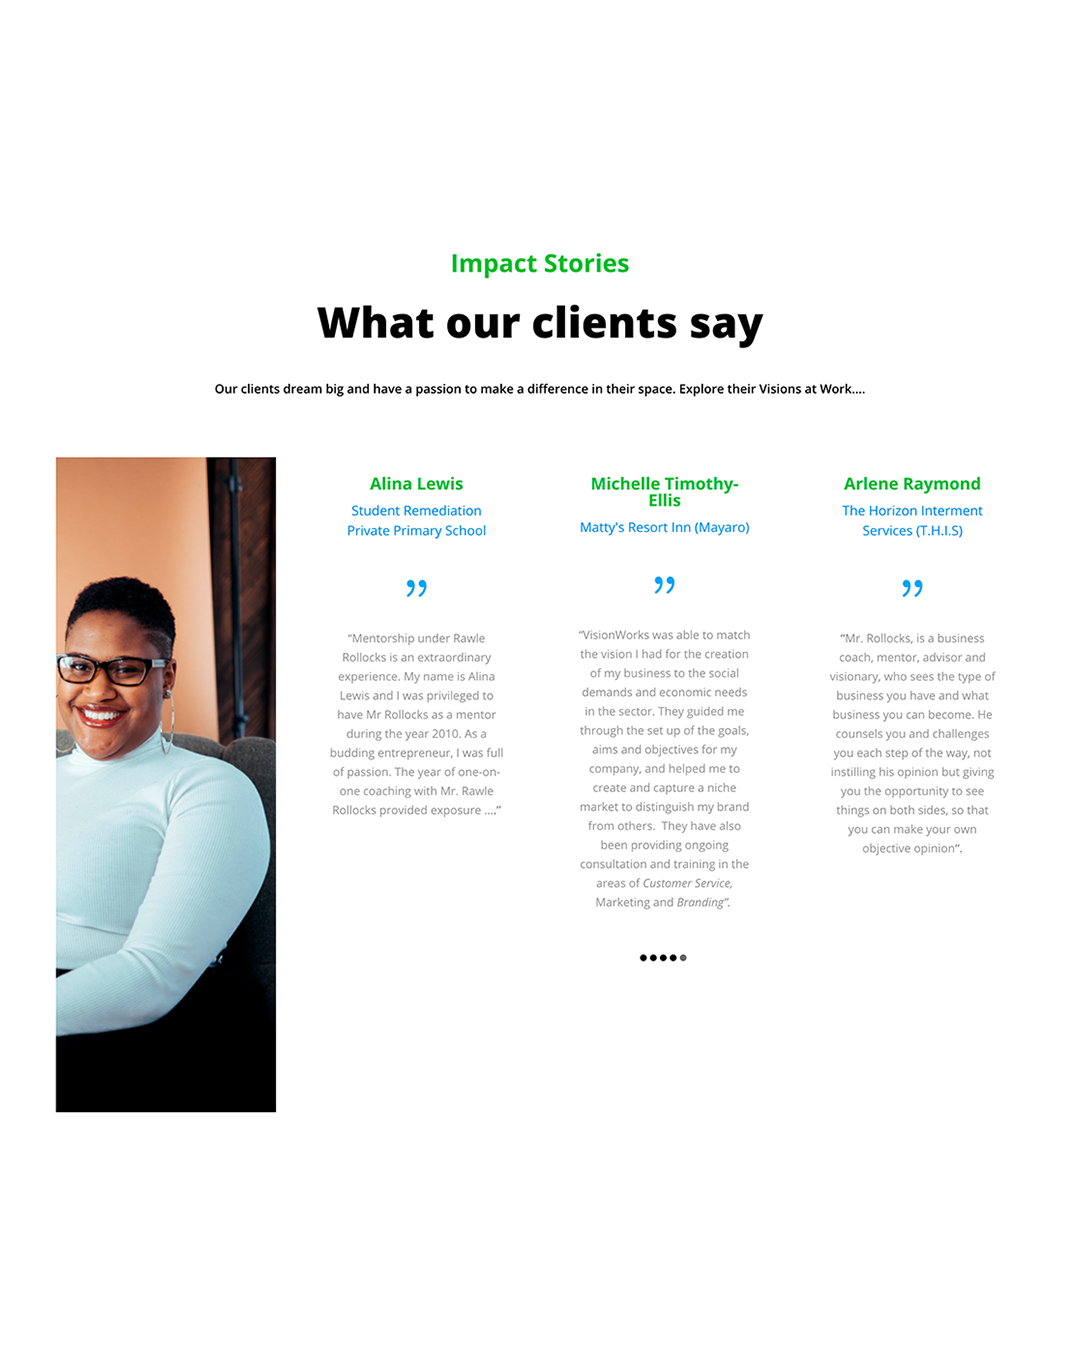 Impact Stories
What our clients say
Our clients dream big and have a passion to make a difference in their space. Explore their Visions at Work....
Alina Lewis
Student Remediation
Private Primary School
”
“Mentorship under Rawle
Rollocks is an extraordinary
experience. My name is Alina
Lewis and I was privileged to
have Mr Rollocks as a mentor
during the year 2010. As a
budding entrepreneur, I was full
of passion. The year of one-on-
one coaching with Mr. Rawle
Rollocks provided exposure ....”
Michelle Timothy-
Ellis
Matty's Resort Inn (Mayaro)
”
“VisionWorks was able to match
the vision I had for the creation
of my business to the social
demands and economic needs
in the sector. They guided me
through the set up of the goals,
aims and objectives for my
company, and helped me to
create and capture a niche
market to distinguish my brand
from others.  They have also
been providing ongoing
consultation and training in the
areas of Customer Service,
Marketing and Branding”.
Arlene Raymond
The Horizon Interment
Services (T.H.I.S)
”
“Mr. Rollocks, is a business
coach, mentor, advisor and
visionary, who sees the type of
business you have and what
business you can become. He
counsels you and challenges
you each step of the way, not
instilling his opinion but giving
you the opportunity to see
things on both sides, so that
you can make your own
objective opinion”.